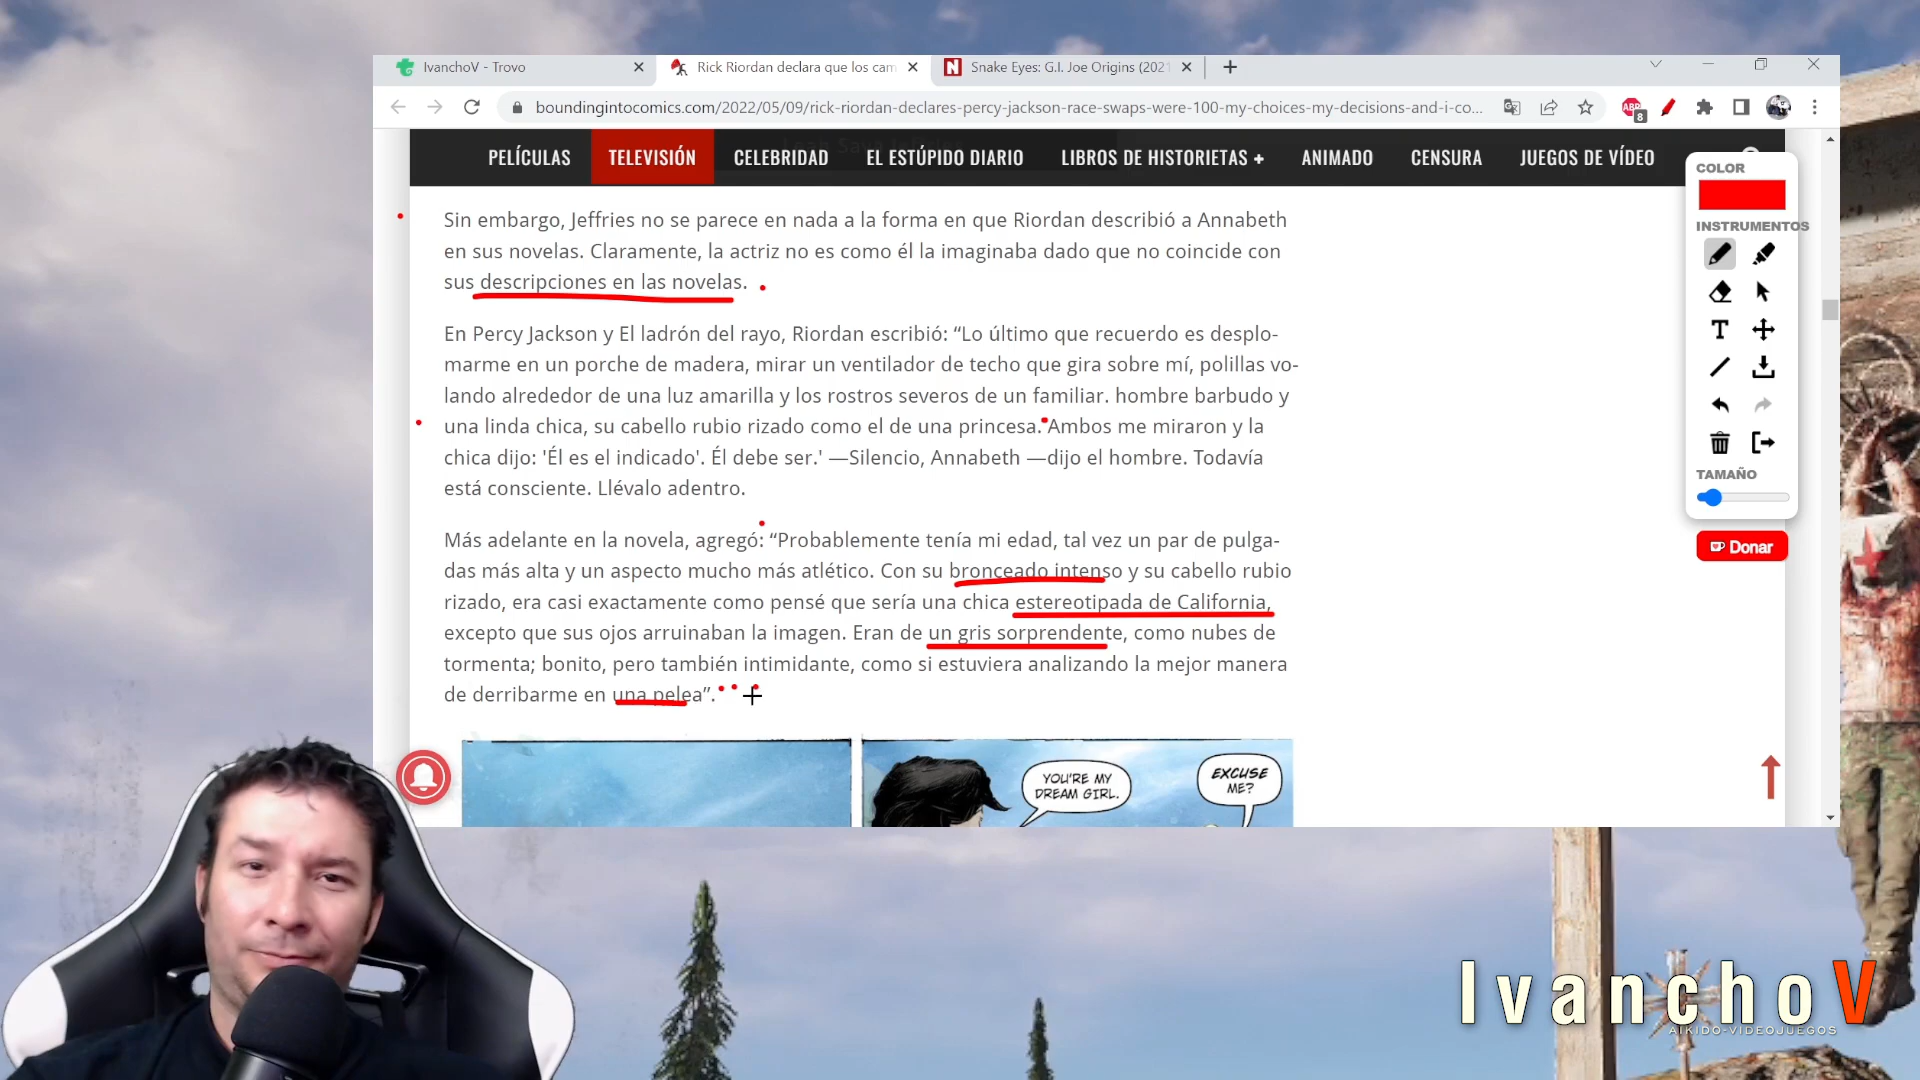 IvanchoV - Trovo
Rick Riordan declara que los cam
Snake Eyes: G.I. Joe Origins (2021
boundingintocomics.com/2022/05/09/rick-riordan-declares-percy-jackson-race-swaps-were-100-my-choices-my-decisions-and-i-co...
ABP
8
PELÍCULAS TELEVISIÓN CELEBRIDAD EL ESTÚPIDO DIARIO LIBROS DE HISTORIETAS + ANIMADO CENSURA JUEGOS DE VÍDEO
COLOR
INSTRUMENTOS
T
TAMAÑO
Donar
Sin embargo, Jeffries no se parece en nada a la forma en que Riordan describió a Annabeth
en sus novelas. Claramente, la actriz no es como él la imaginaba dado que no coincide con
sus descripciones en las novelas.
En Percy Jackson y El ladrón del rayo, Riordan escribió: “Lo último que recuerdo es desplo-
marme en un porche de madera, mirar un ventilador de techo que gira sobre mí, polillas vo-
lando alrededor de una luz amarilla y los rostros severos de un familiar. hombre barbudo y
una linda chica, su cabello rubio rizado como el de una princesa. Ambos me miraron y la
chica dijo: 'Él es el indicado'. Él debe ser.' —Silencio, Annabeth —dijo el hombre. Todavía
está consciente. Llévalo adentro.
Más adelante en la novela, agregó: “Probablemente tenía mi edad, tal vez un par de pulga-
das más alta y un aspecto mucho más atlético. Con su bronceado intenso y su cabello rubio
rizado, era casi exactamente como pensé que sería una chica estereotipada de California,
excepto que sus ojos arruinaban la imagen. Eran de un gris sorprendente, como nubes de
tormenta; bonito, pero también intimidante, como si estuviera analizando la mejor manera
de derribarme en una pelea”.
YOU'RE MY
DREAM GIRL.
EXCUSE
ME?
IvanchoV
AIKIDO-VIDEOJUEGOS